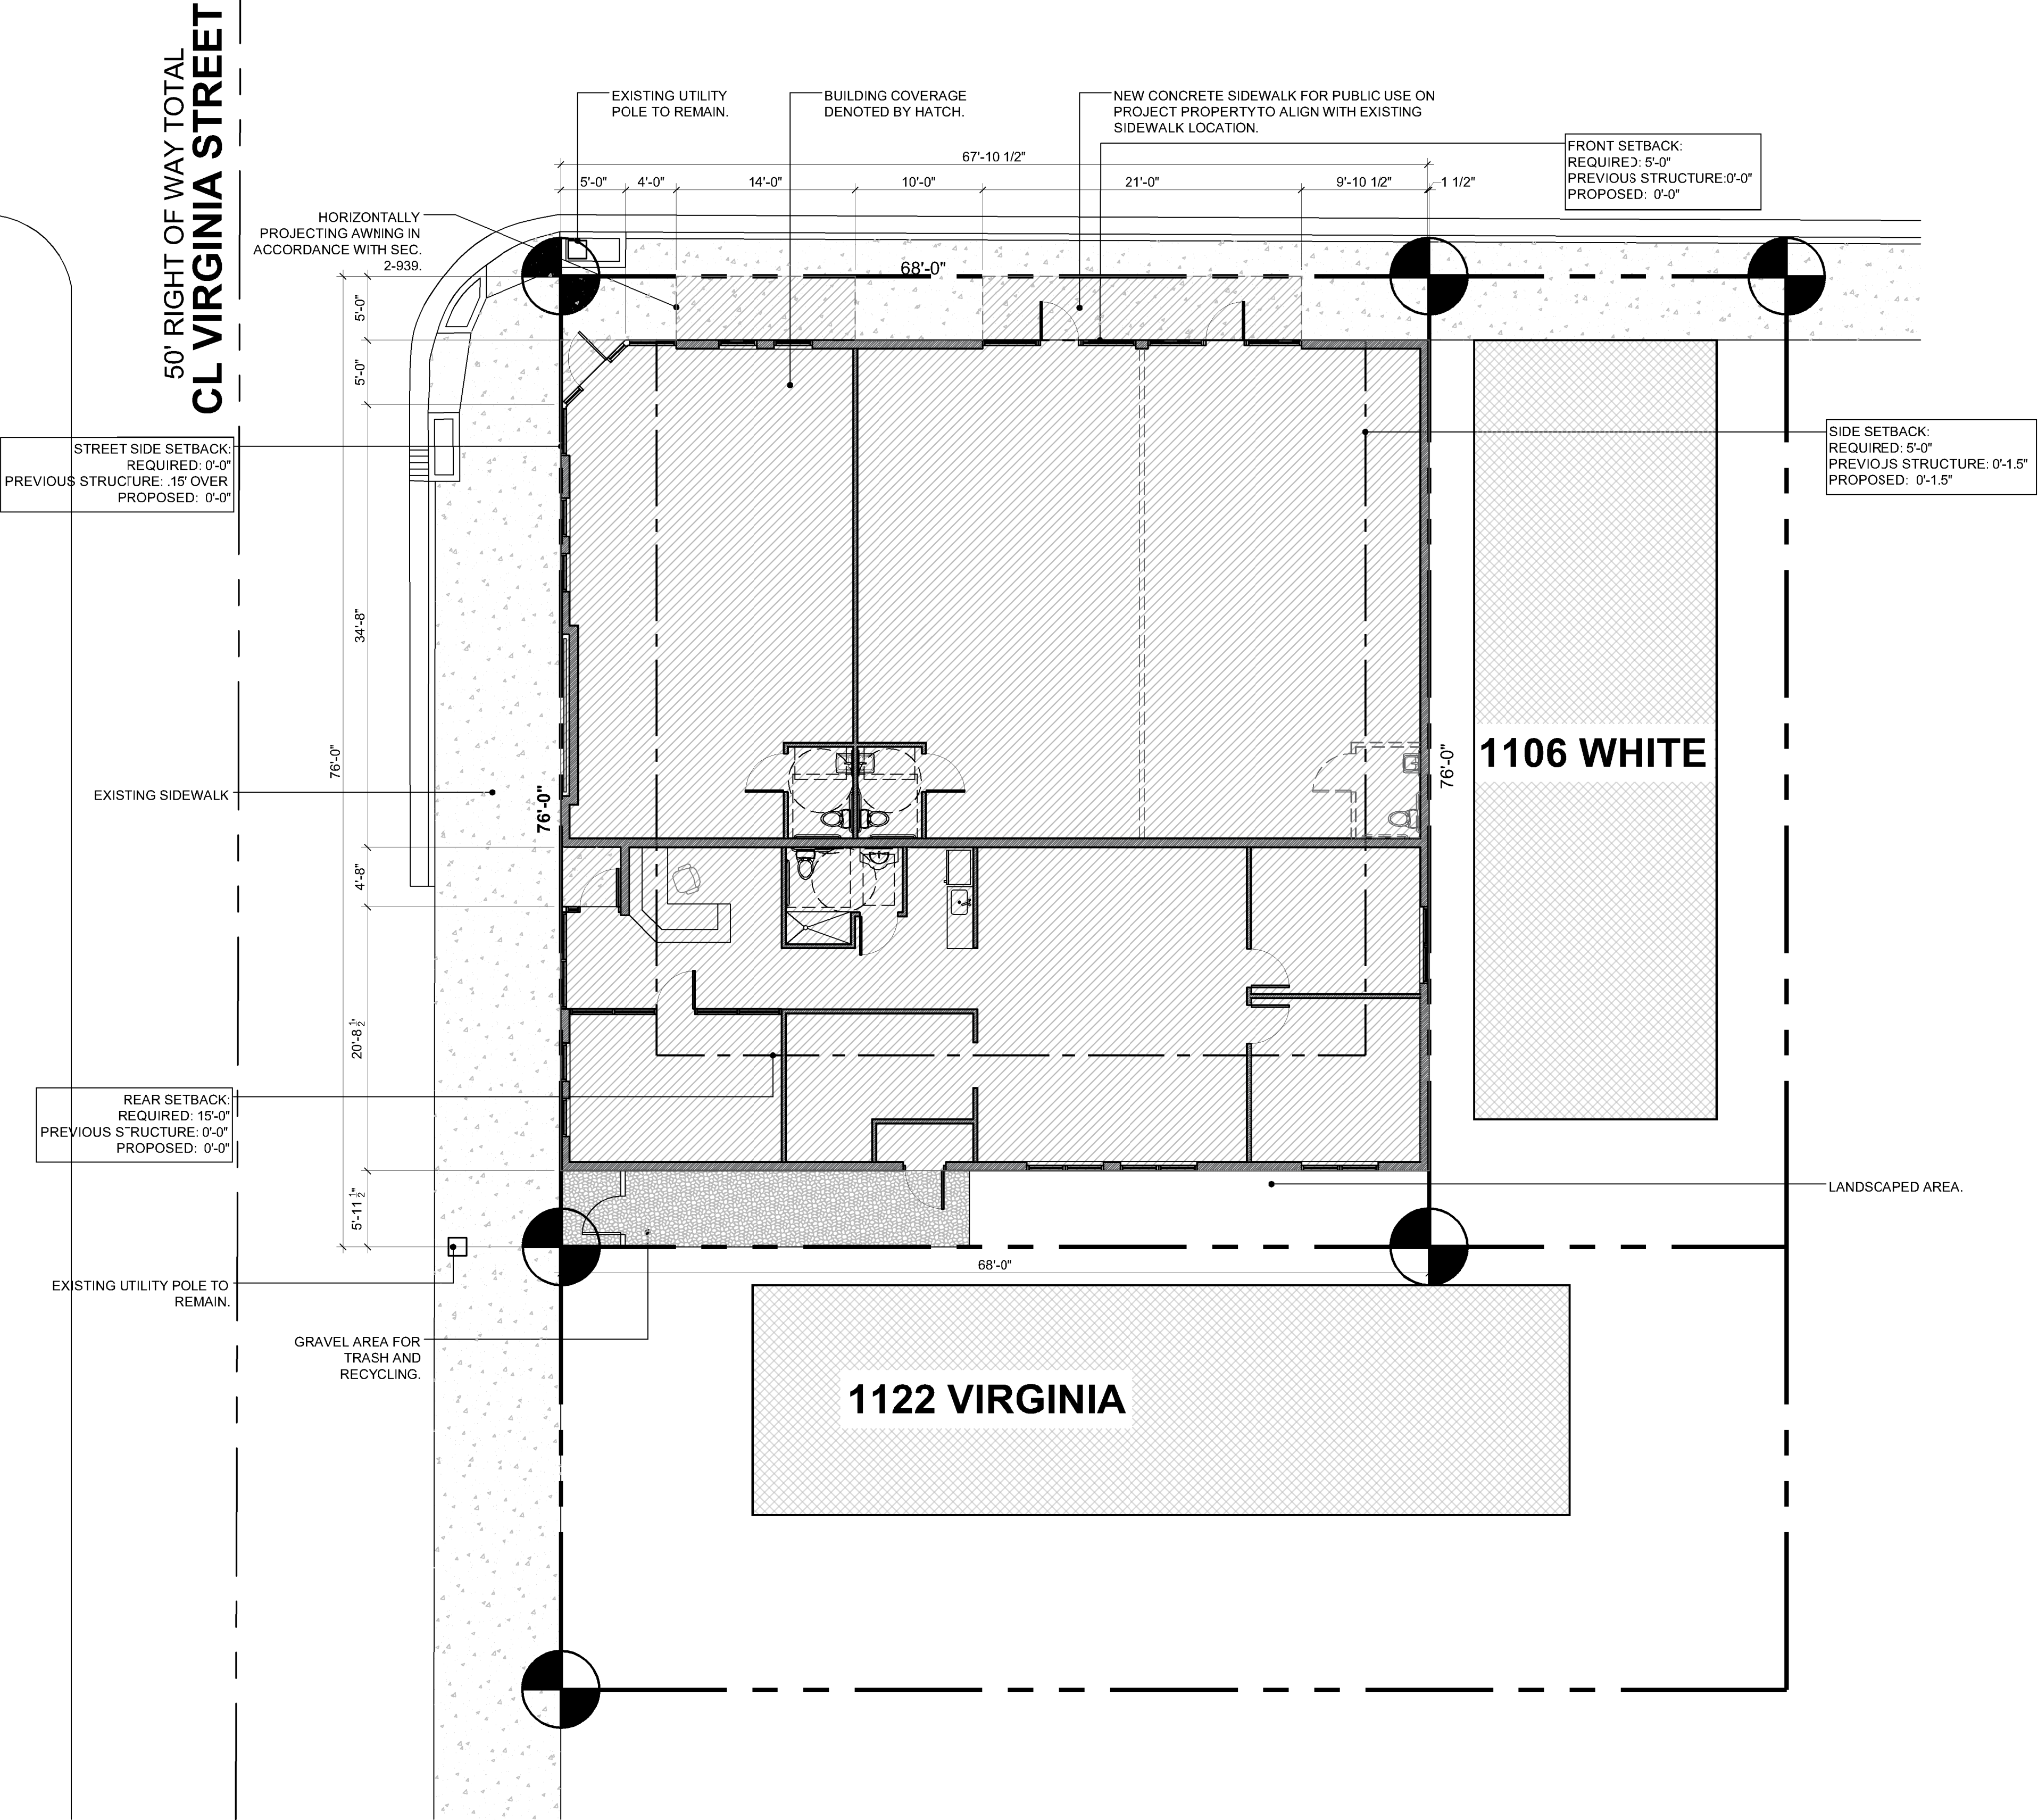 50' RIGHT OF WAY TOTAL
CL VIRGINIA STREET
EXISTING UTILITY
POLE TO REMAIN.
BUILDING COVERAGE
DENOTED BY HATCH.
NEW CONCRETE SIDEWALK FOR PUBLIC USE ON
PROJECT PROPERTY TO ALIGN WITH EXISTING
SIDEWALK LOCATION.
FRONT SETBACK:
REQUIRED: 5'-0"
PREVIOUS STRUCTURE:0'-0"
PROPOSED: 0'-0"
67'-10 1/2"
5'-0"
4'-0"
14'-0"
10'-0"
21'-0"
9'-10 1/2"
1 1/2"
HORIZONTALLY
PROJECTING AWNING IN
ACCORDANCE WITH SEC.
2-939.
68'-0"
5'-0"
5'-0"
STREET SIDE SETBACK:
REQUIRED: 0'-0"
PREVIOUS STRUCTURE: .15' OVER
PROPOSED: 0'-0"
SIDE SETBACK:
REQUIRED: 5'-0"
PREVIOUS STRUCTURE: 0'-1.5"
PROPOSED: 0'-1.5"
34'-8"
76'-0"
76'-0"
76'-0"
1106 WHITE
EXISTING SIDEWALK
4'-8"
20'-8 1/2"
REAR SETBACK:
REQUIRED: 15'-0"
PREVIOUS STRUCTURE: 0'-0"
PROPOSED: 0'-0"
5'-11 1/2"
LANDSCAPED AREA.
68'-0"
EXISTING UTILITY POLE TO
REMAIN.
GRAVEL AREA FOR
TRASH AND
RECYCLING.
1122 VIRGINIA